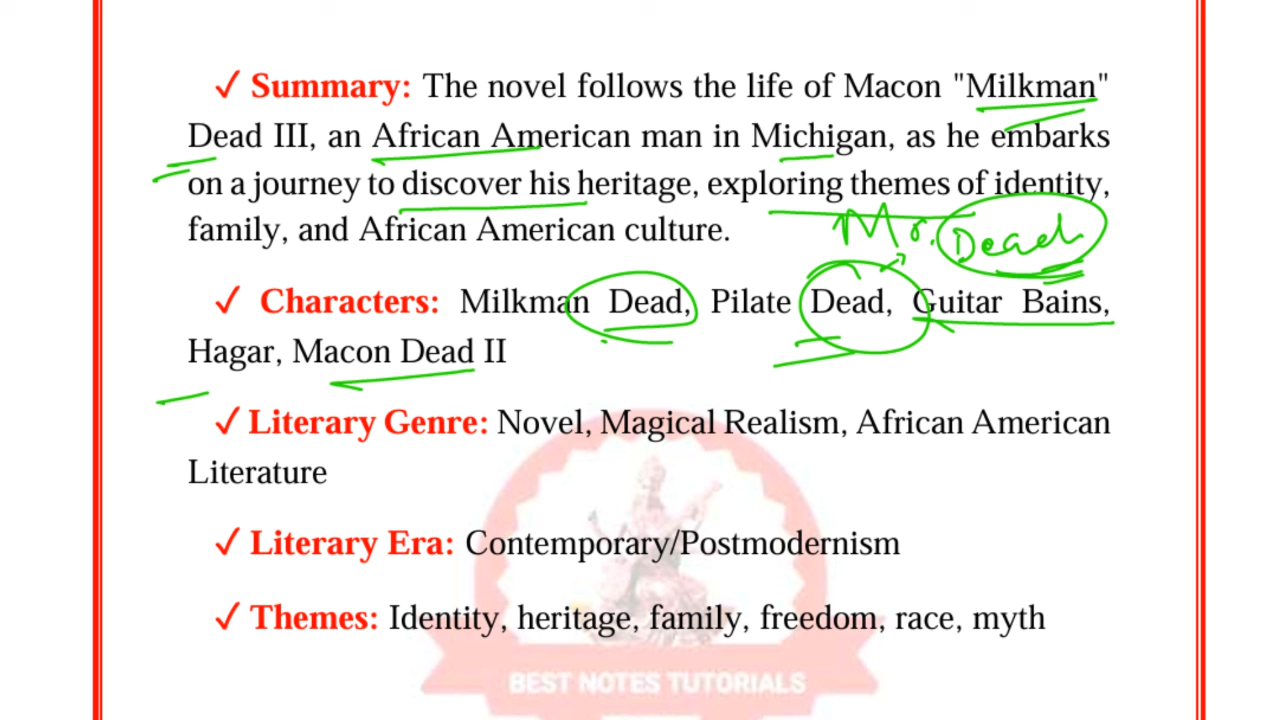 ✓ Summary: The novel follows the life of Macon "Milkman"
Dead III, an African American man in Michigan, as he embarks
on a journey to discover his heritage, exploring themes of identity,
family, and African American culture.
Mr. Dead
✓ Characters: Milkman Dead, Pilate Dead, Guitar Bains,
Hagar, Macon Dead II
✓ Literary Genre: Novel, Magical Realism, African American
Literature
✓ Literary Era: Contemporary/Postmodernism
✓ Themes: Identity, heritage, family, freedom, race, myth
BEST NOTES TUTORIALS